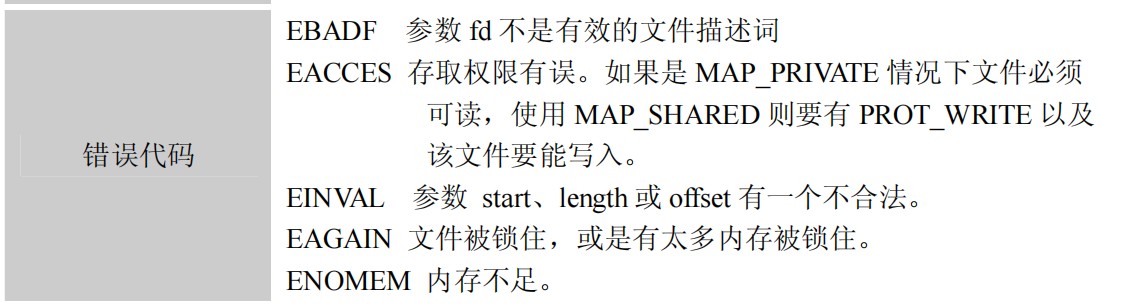 错误代码
EBADF 参数 fd 不是有效的文件描述词
EACCES 存取权限有误。如果是 MAP_PRIVATE 情况下文件必须
可读，使用 MAP_SHARED 则要有 PROT_WRITE 以及
该文件要能写入。
EINVAL 参数 start、length 或 offset 有一个不合法。
EAGAIN 文件被锁住，或是有太多内存被锁住。
ENOMEM 内存不足。